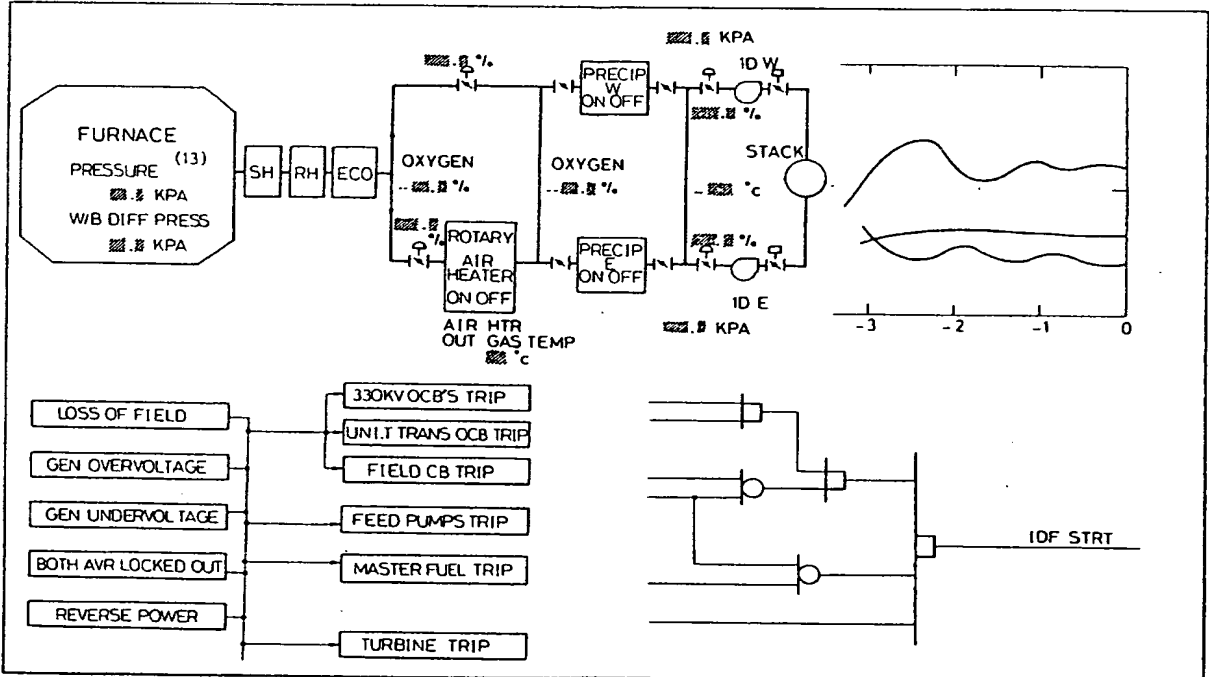 FURNACE
PRESSURE (13)
KPA
W/B DIFF PRESS
KPA
SH
RH
ECO
%
OXYGEN
%
%
ROTARY
AIR
HEATER
ON OFF
AIR HTR
OUT GAS TEMP
°c
PRECIP
W
ON OFF
OXYGEN
%
PRECIP
E
ON OFF
KPA
ID W
%
STACK
°c
%
ID E
KPA
-3 -2 -1 0
LOSS OF FIELD
GEN OVERVOLTAGE
GEN UNDERVOLTAGE
BOTH AVR LOCKED OUT
REVERSE POWER
330KV OCB'S TRIP
UNI.T TRANS OCB TRIP
FIELD CB TRIP
FEED PUMPS TRIP
MASTER FUEL TRIP
TURBINE TRIP
IDF STRT